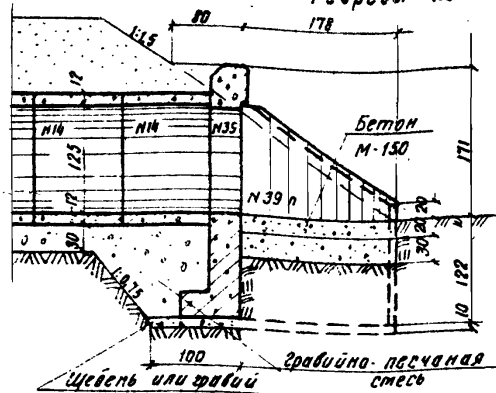 80
178
1:1,5
12
N14
N14
N35
Бетон
М-150
125
171
N39 п
12
20
20
30
30
1:0,75
122
10
100
Гравийно-песчаная
смесь
Щебень или гравий